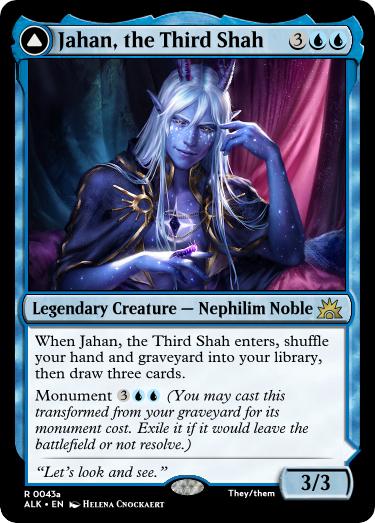 Jahan, the Third Shah 3
Legendary Creature — Nephilim Noble
When Jahan, the Third Shah enters, shuffle
your hand and graveyard into your library,
then draw three cards.
Monument 3 (You may cast this
transformed from your graveyard for its
monument cost. Exile it if it would leave the
battlefield or not resolve.)
“Let’s look and see.”
3/3
R 0043a
They/them
ALK • EN Helena Cnockaert